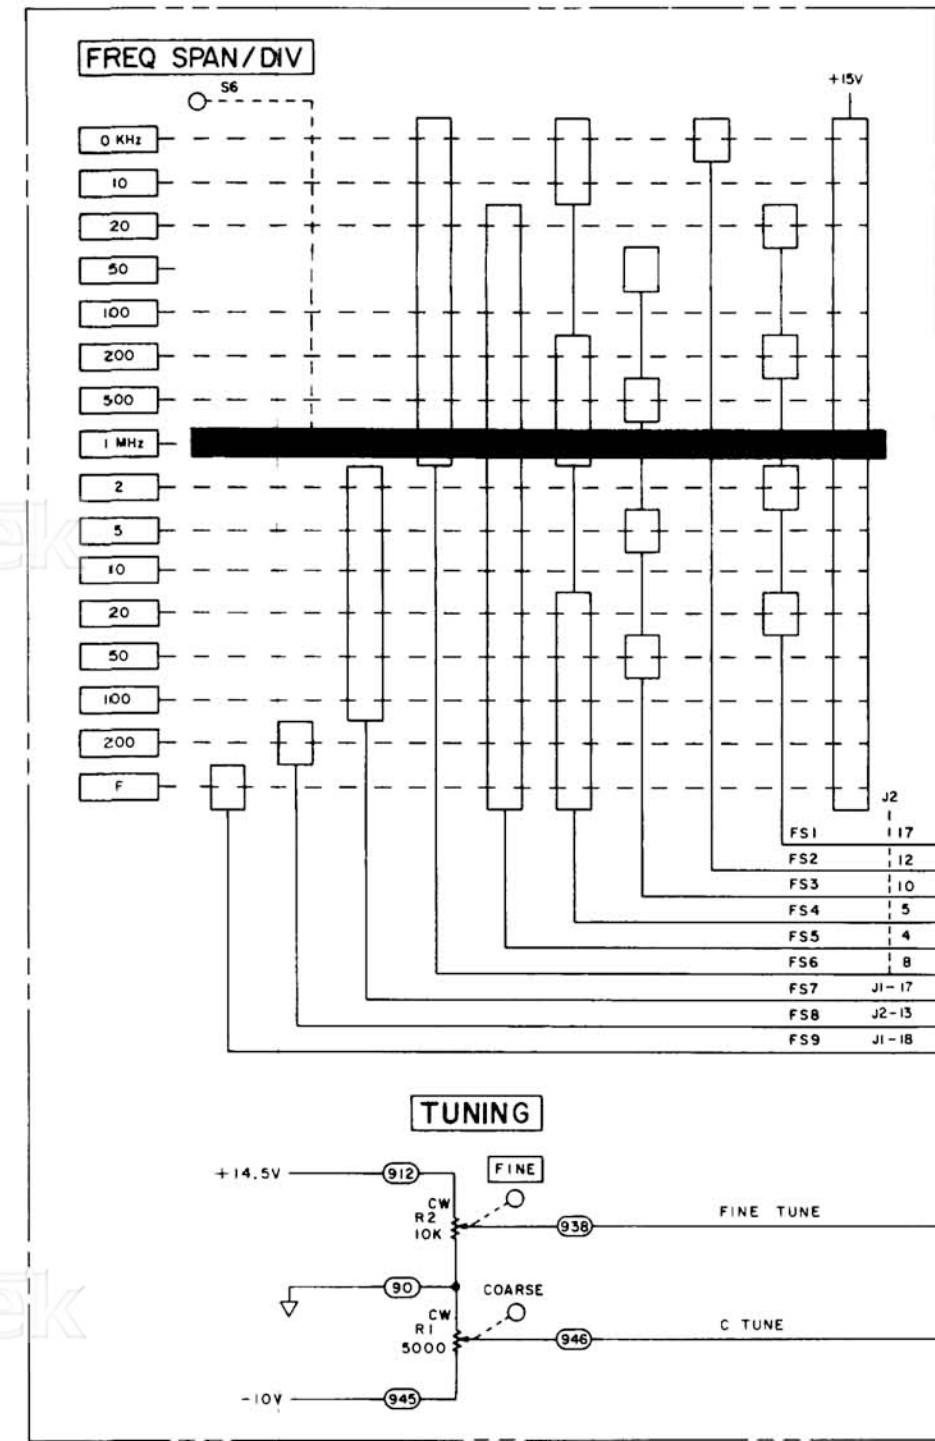 FREQ SPAN/DIV
S6
+15V
0 KHz
10
20
50
100
200
500
1 MHz
2
5
10
20
50
100
200
F
J2
FS1 17
FS2 12
FS3 10
FS4 5
FS5 4
FS6 8
FS7 J1-17
FS8 J2-13
FS9 J1-18
TUNING
+14.5V 912 FINE
CW
R2
10K
938 FINE TUNE
90 COARSE
CW
R1
5000
946 C TUNE
-10V 945
ek
ek